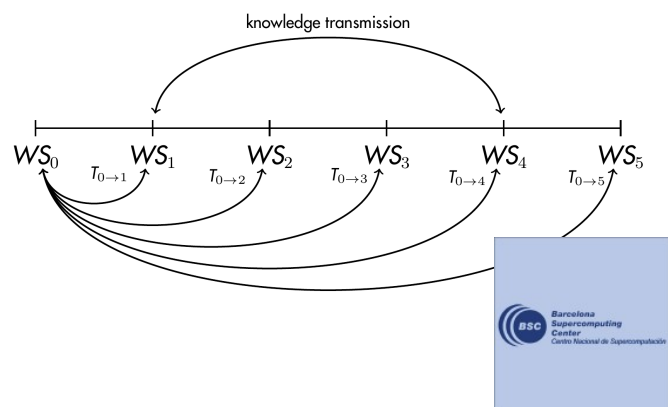 knowledge transmission
WS₀ WS₁ WS₂ WS₃ WS₄ WS₅
T₀→₁ T₀→₂ T₀→₃ T₀→₄ T₀→₅
BSC
Barcelona
Supercomputing
Center
Centro Nacional de Supercomputación